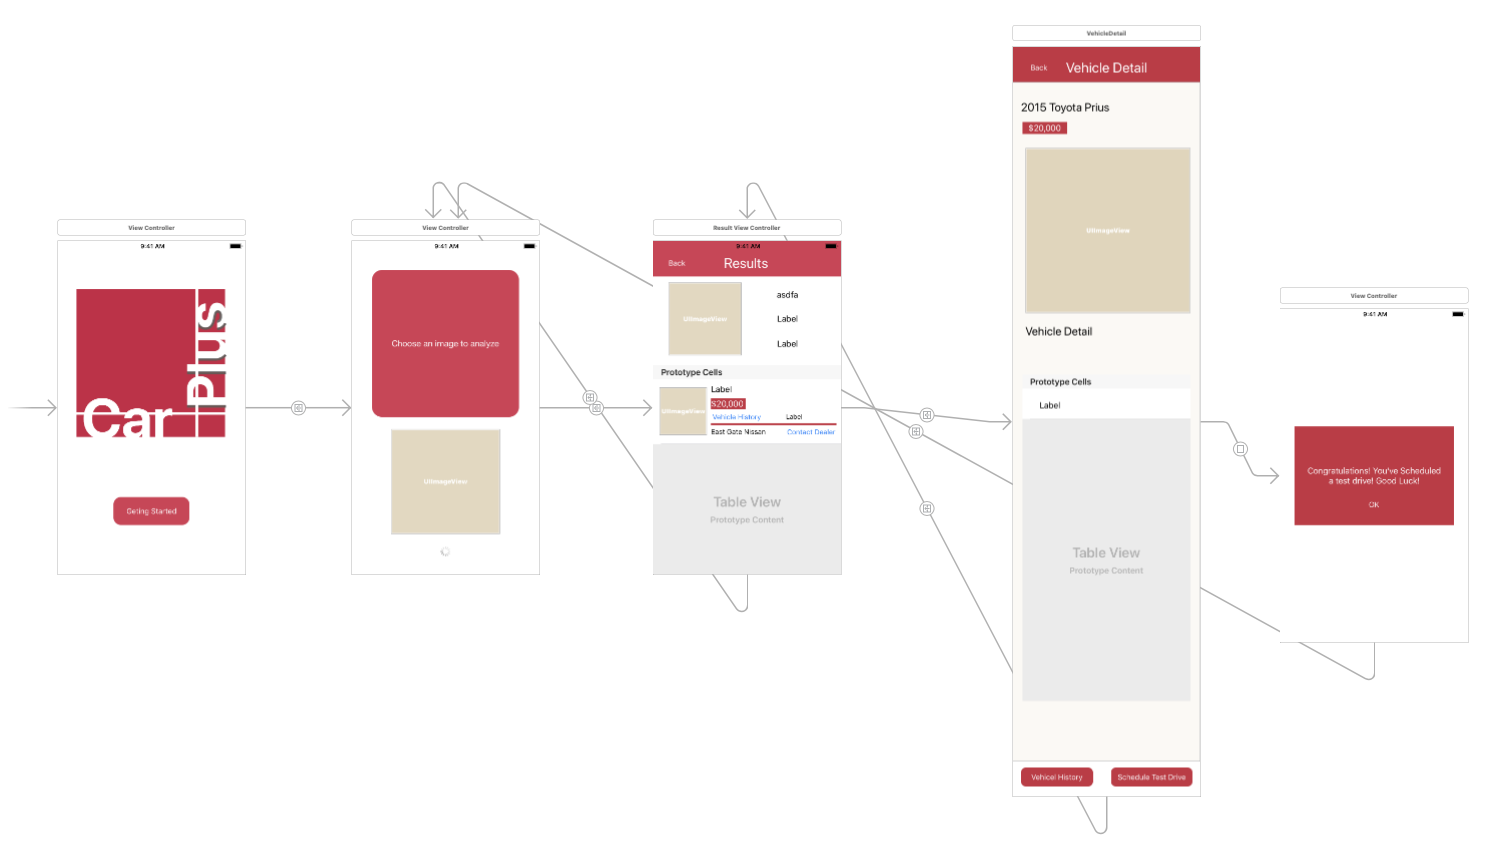 View Controller
9:41 AM
Car
Plus
Geting Started
View Controller
9:41 AM
Choose an image to analyze
UIImageView
Result View Controller
9:41 AM
Back
Results
UIImageView
asdfa
Label
Label
Prototype Cells
UIImageView
Label
$20,000
Vehicle History
Label
East Gate Nissan
Contact Dealer
Table View
Prototype Content
VehicleDetail
Back
Vehicle Detail
2015 Toyota Prius
$20,000
UIImageView
Vehicle Detail
Prototype Cells
Label
Table View
Prototype Content
Vehicel History
Schedule Test Drive
View Controller
9:41 AM
Congratulations! You've Scheduled
a test drive! Good Luck!
OK